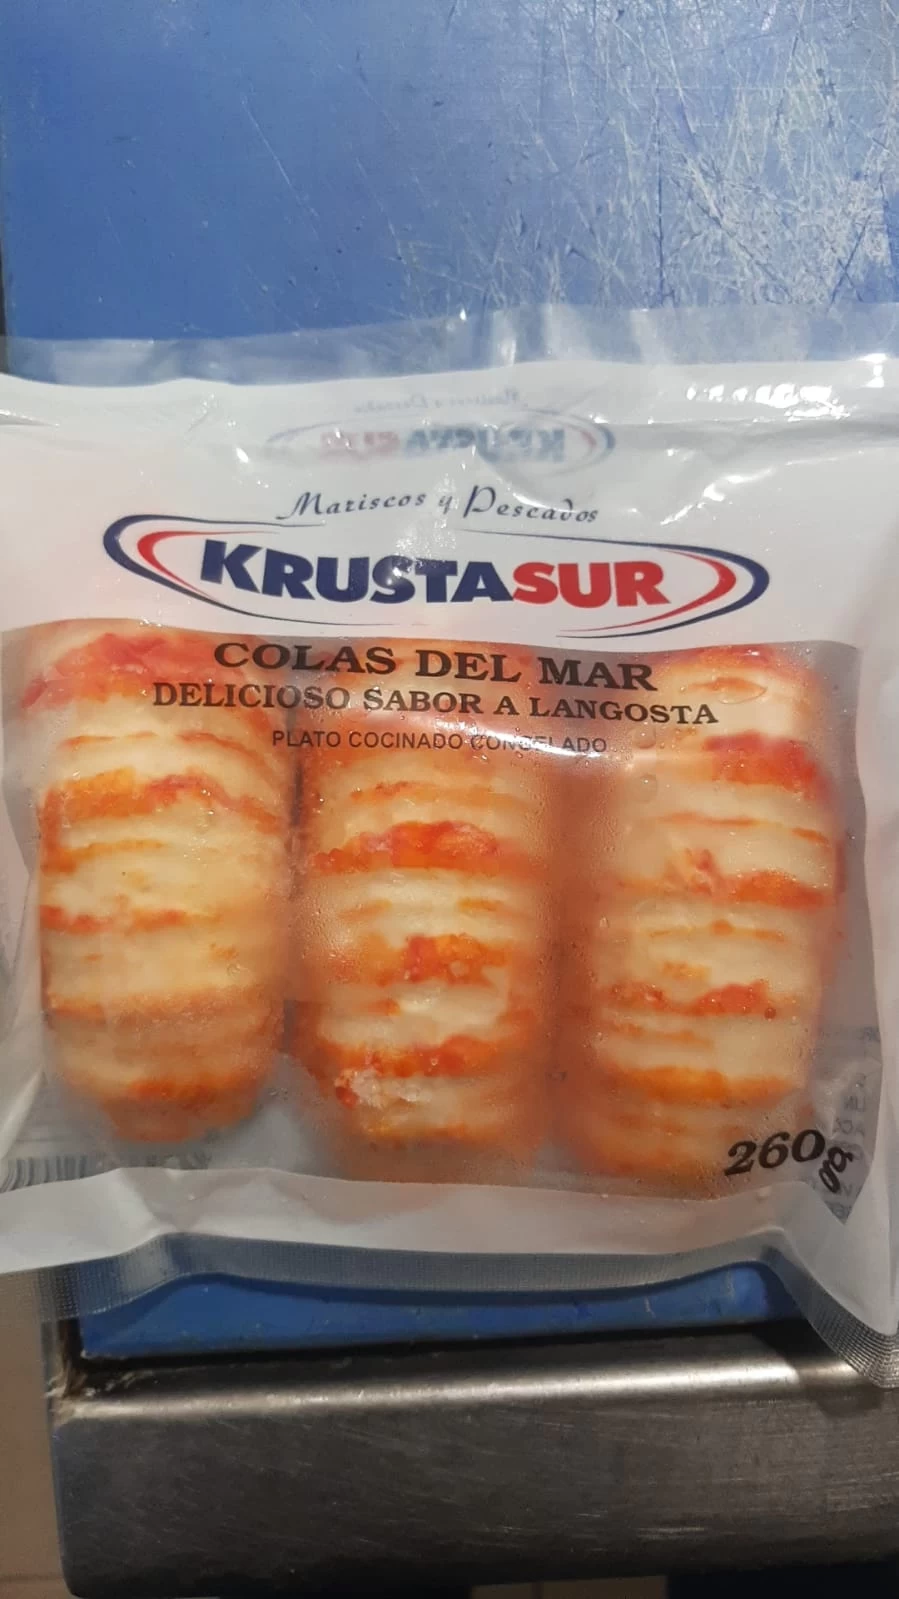 Mariscos y Pescados
KRUSTASUR
COLAS DEL MAR
DELICIOSO SABOR A LANGOSTA
PLATO COCINADO CONGELADO
260g